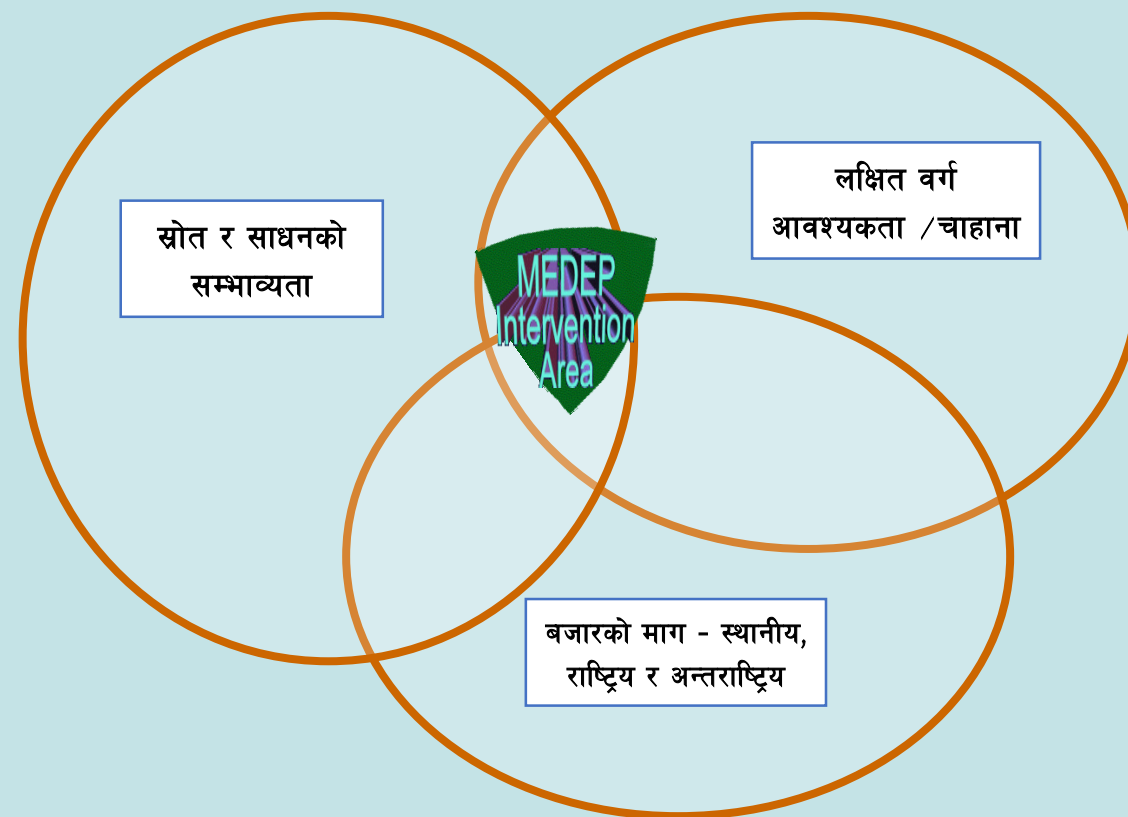 स्रोत र साधनको
सम्भाव्यता
लक्षित वर्ग
आवश्यकता /चाहाना
MEDEP
Intervention
Area
बजारको माग - स्थानीय,
राष्ट्रिय र अन्तराष्ट्रिय